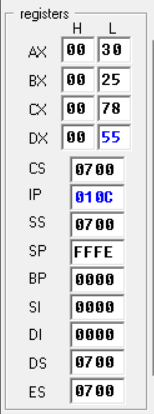 registers
H L
AX 00 30
BX 00 25
CX 00 78
DX 00 55
CS 0700
IP 010C
SS 0700
SP FFFE
BP 0000
SI 0000
DI 0000
DS 0700
ES 0700